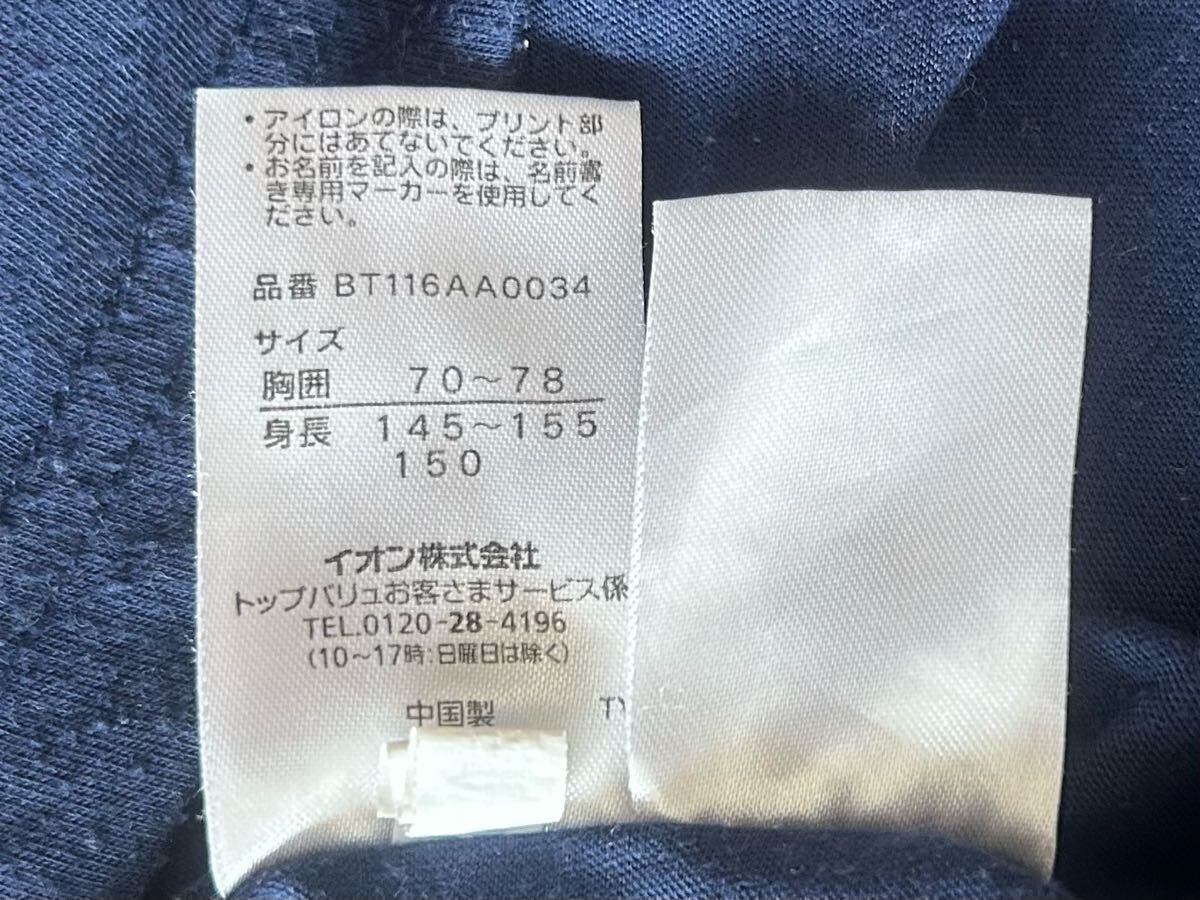 ・アイロンの際は、プリント部
分にはあてないでください。
・お名前を記入の際は、名前書
き専用マーカーを使用してく
ださい。
品番 BT116AA0034
サイズ
胸囲 70～78
身長 145～155
150
イオン株式会社
トップバリュお客さまサービス係
TEL.0120-28-4196
(10～17時:日曜日は除く)
中国製